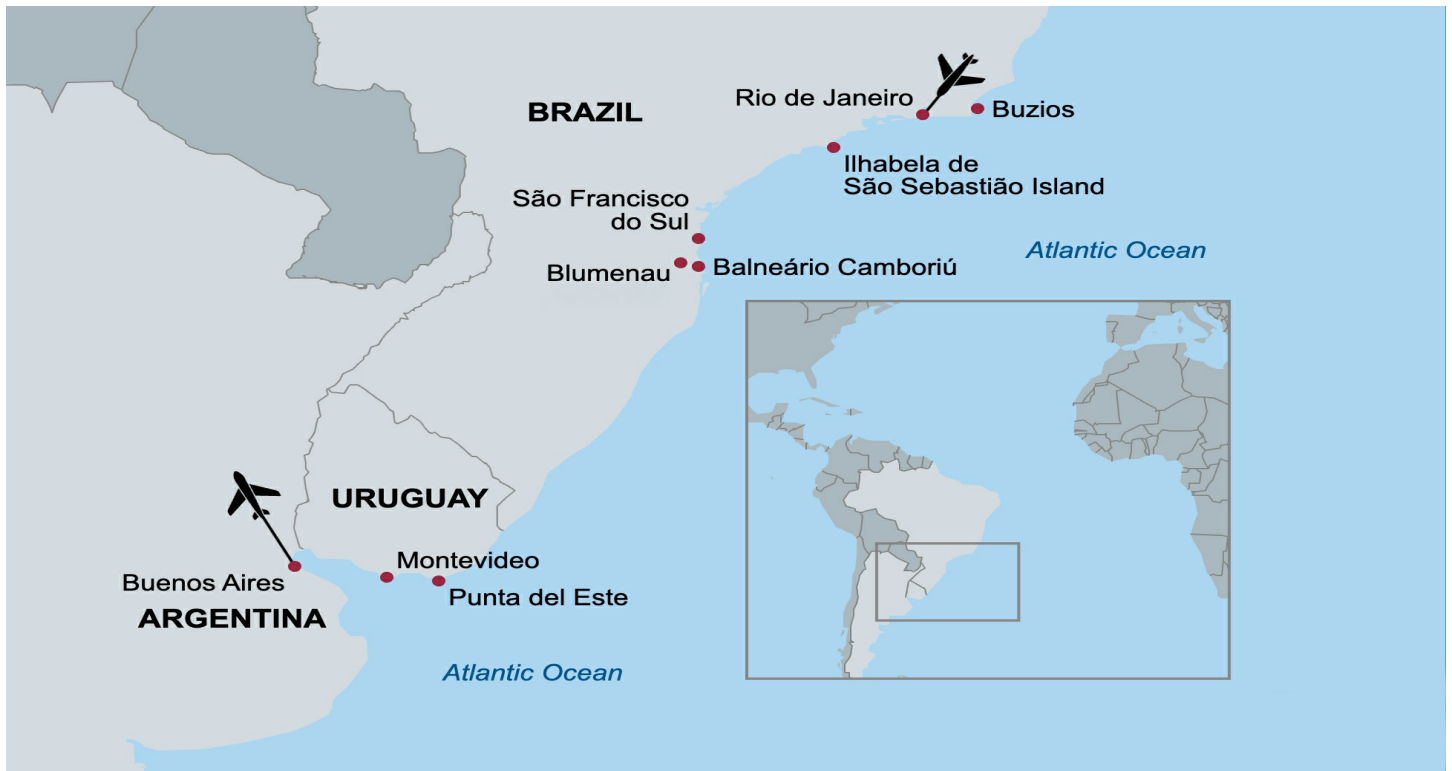 BRAZIL
Rio de Janeiro
Buzios
Ilhabela de
São Sebastião Island
São Francisco
do Sul
Atlantic Ocean
Blumenau
Balneário Camboriú
URUGUAY
Montevideo
Buenos Aires
Punta del Este
ARGENTINA
Atlantic Ocean